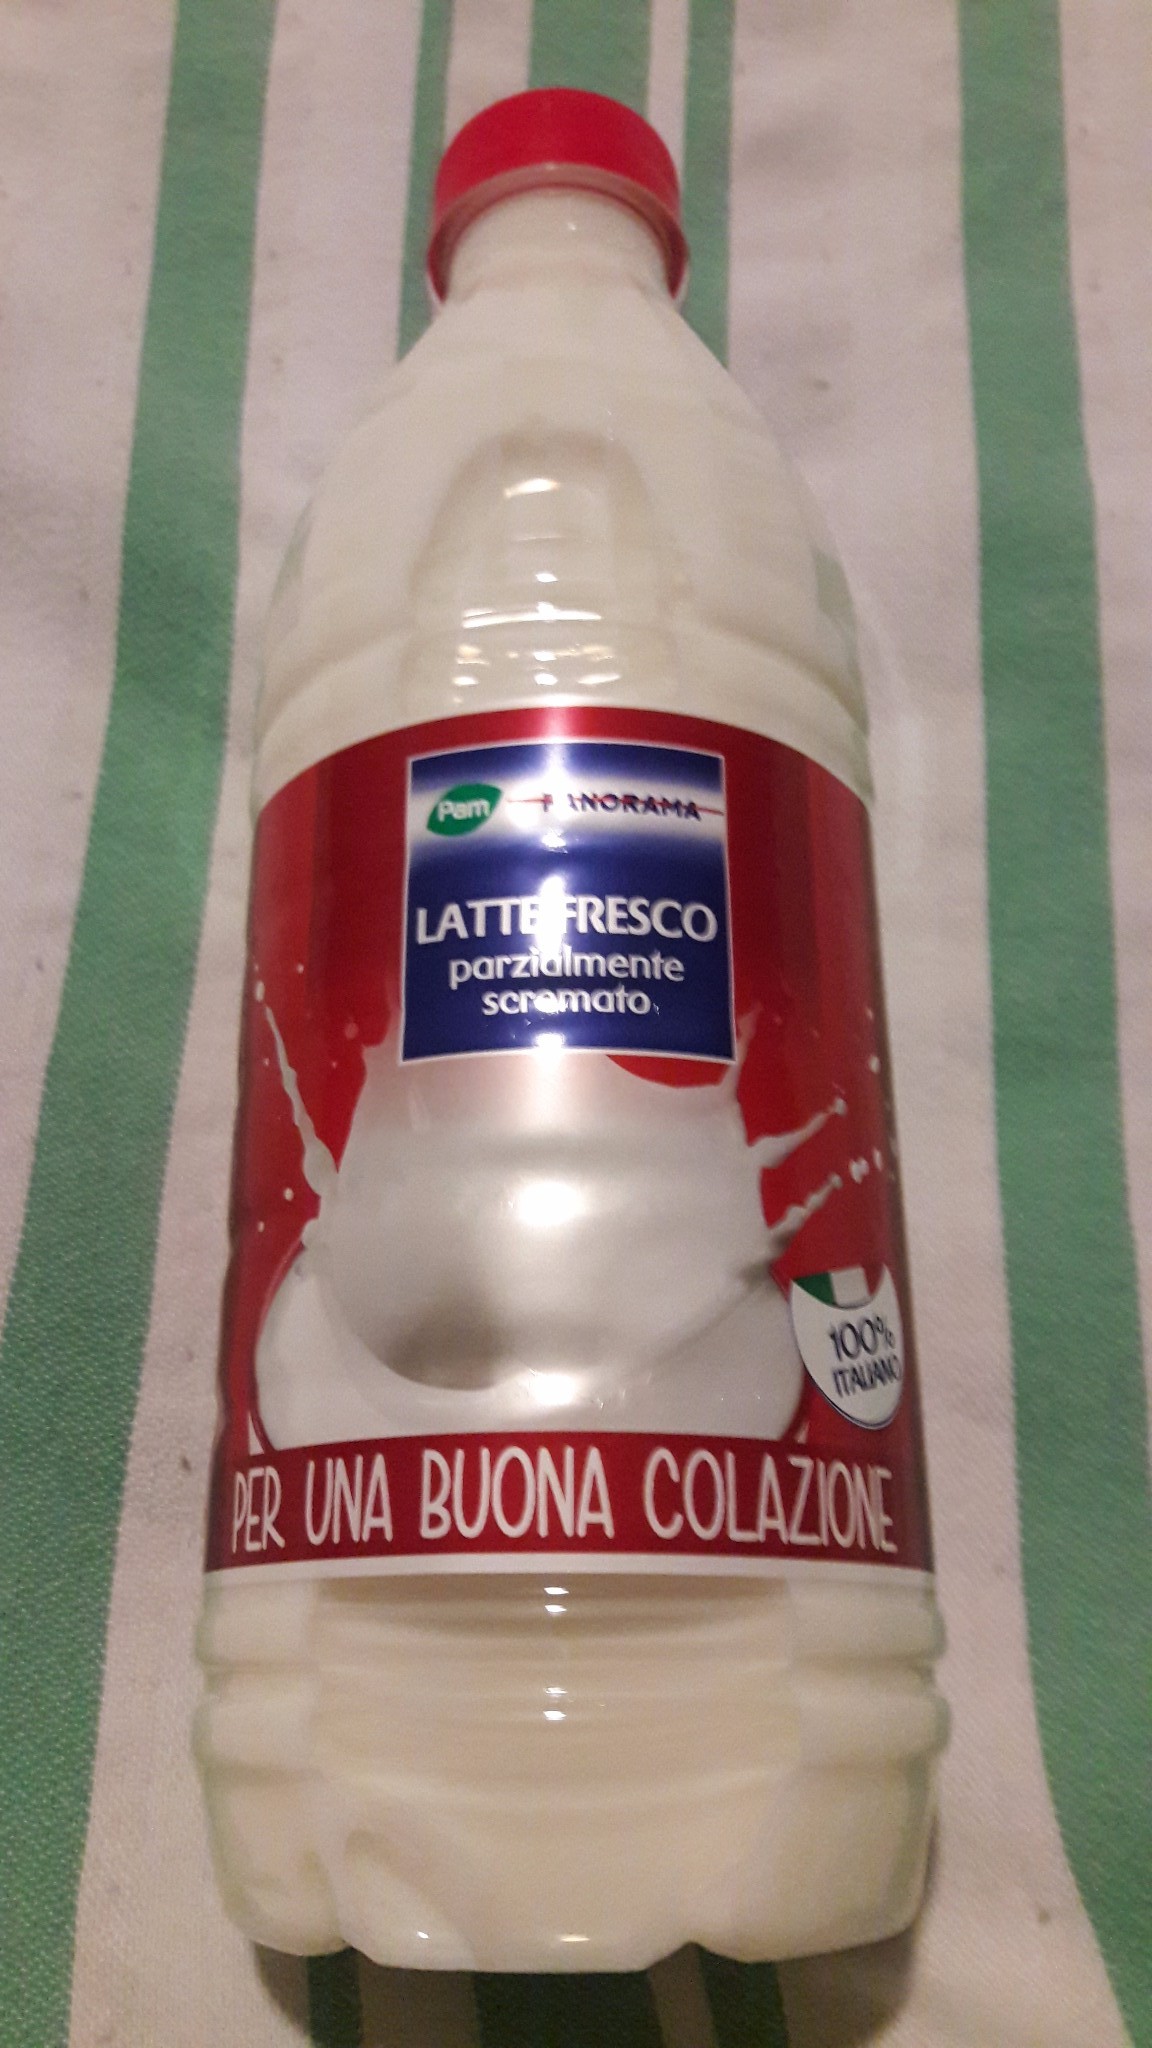 Pam PANORAMA
LATTE FRESCO
parzialmente
scremato
100%
ITALIANO
PER UNA BUONA COLAZIONE